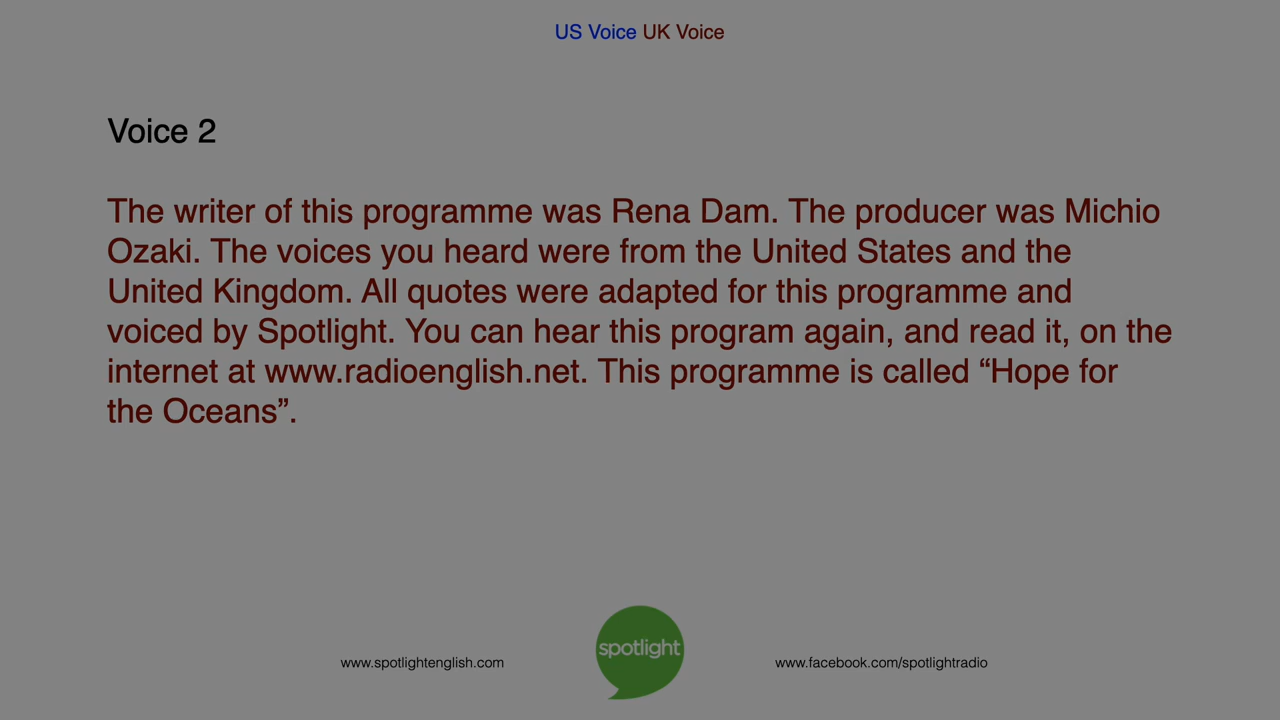 US Voice UK Voice
Voice 2
The writer of this programme was Rena Dam. The producer was Michio
Ozaki. The voices you heard were from the United States and the
United Kingdom. All quotes were adapted for this programme and
voiced by Spotlight. You can hear this program again, and read it, on the
internet at www.radioenglish.net. This programme is called “Hope for
the Oceans”.
spotlight
www.spotlightenglish.com
www.facebook.com/spotlightradio